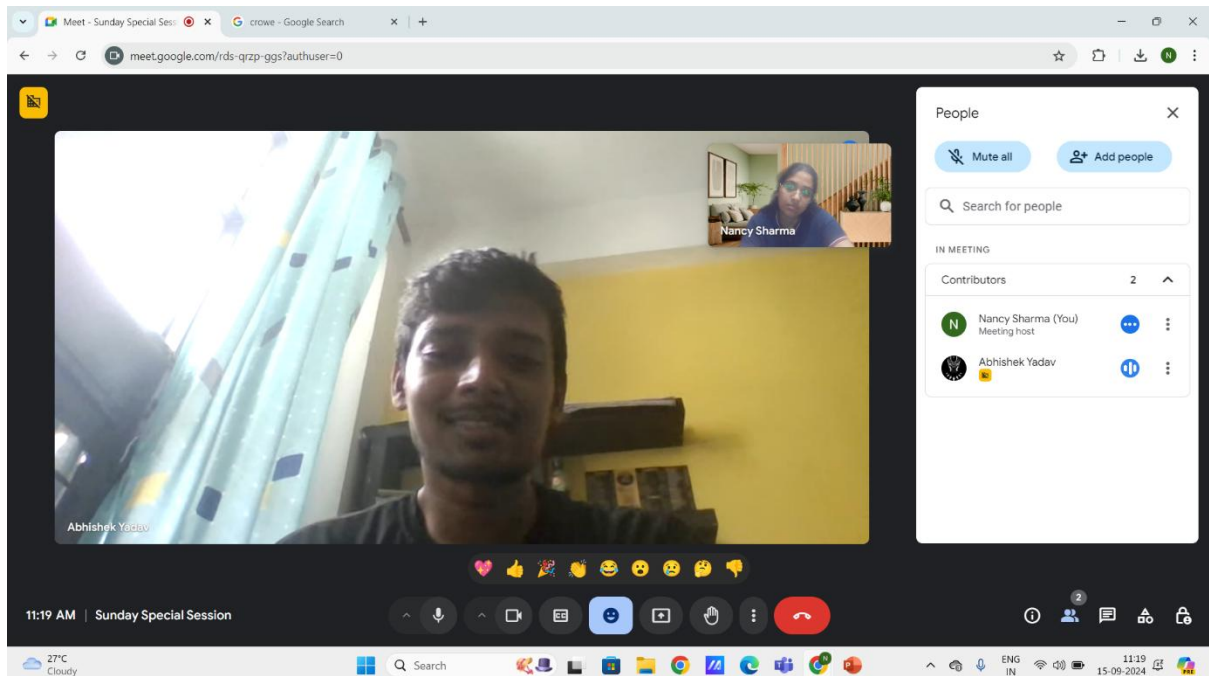 Meet - Sunday Special Sess
crowe - Google Search
meet.google.com/rds-qrzp-ggs?authuser=0
N
Nancy Sharma
Abhishek Yadav
People
Mute all
Add people
Search for people
IN MEETING
Contributors 2
N
Nancy Sharma (You)
Meeting host
Abhishek Yadav
11:19 AM | Sunday Special Session
CC
2
27°C
Cloudy
Search
ENG
IN
11:19
15-09-2024
PRE